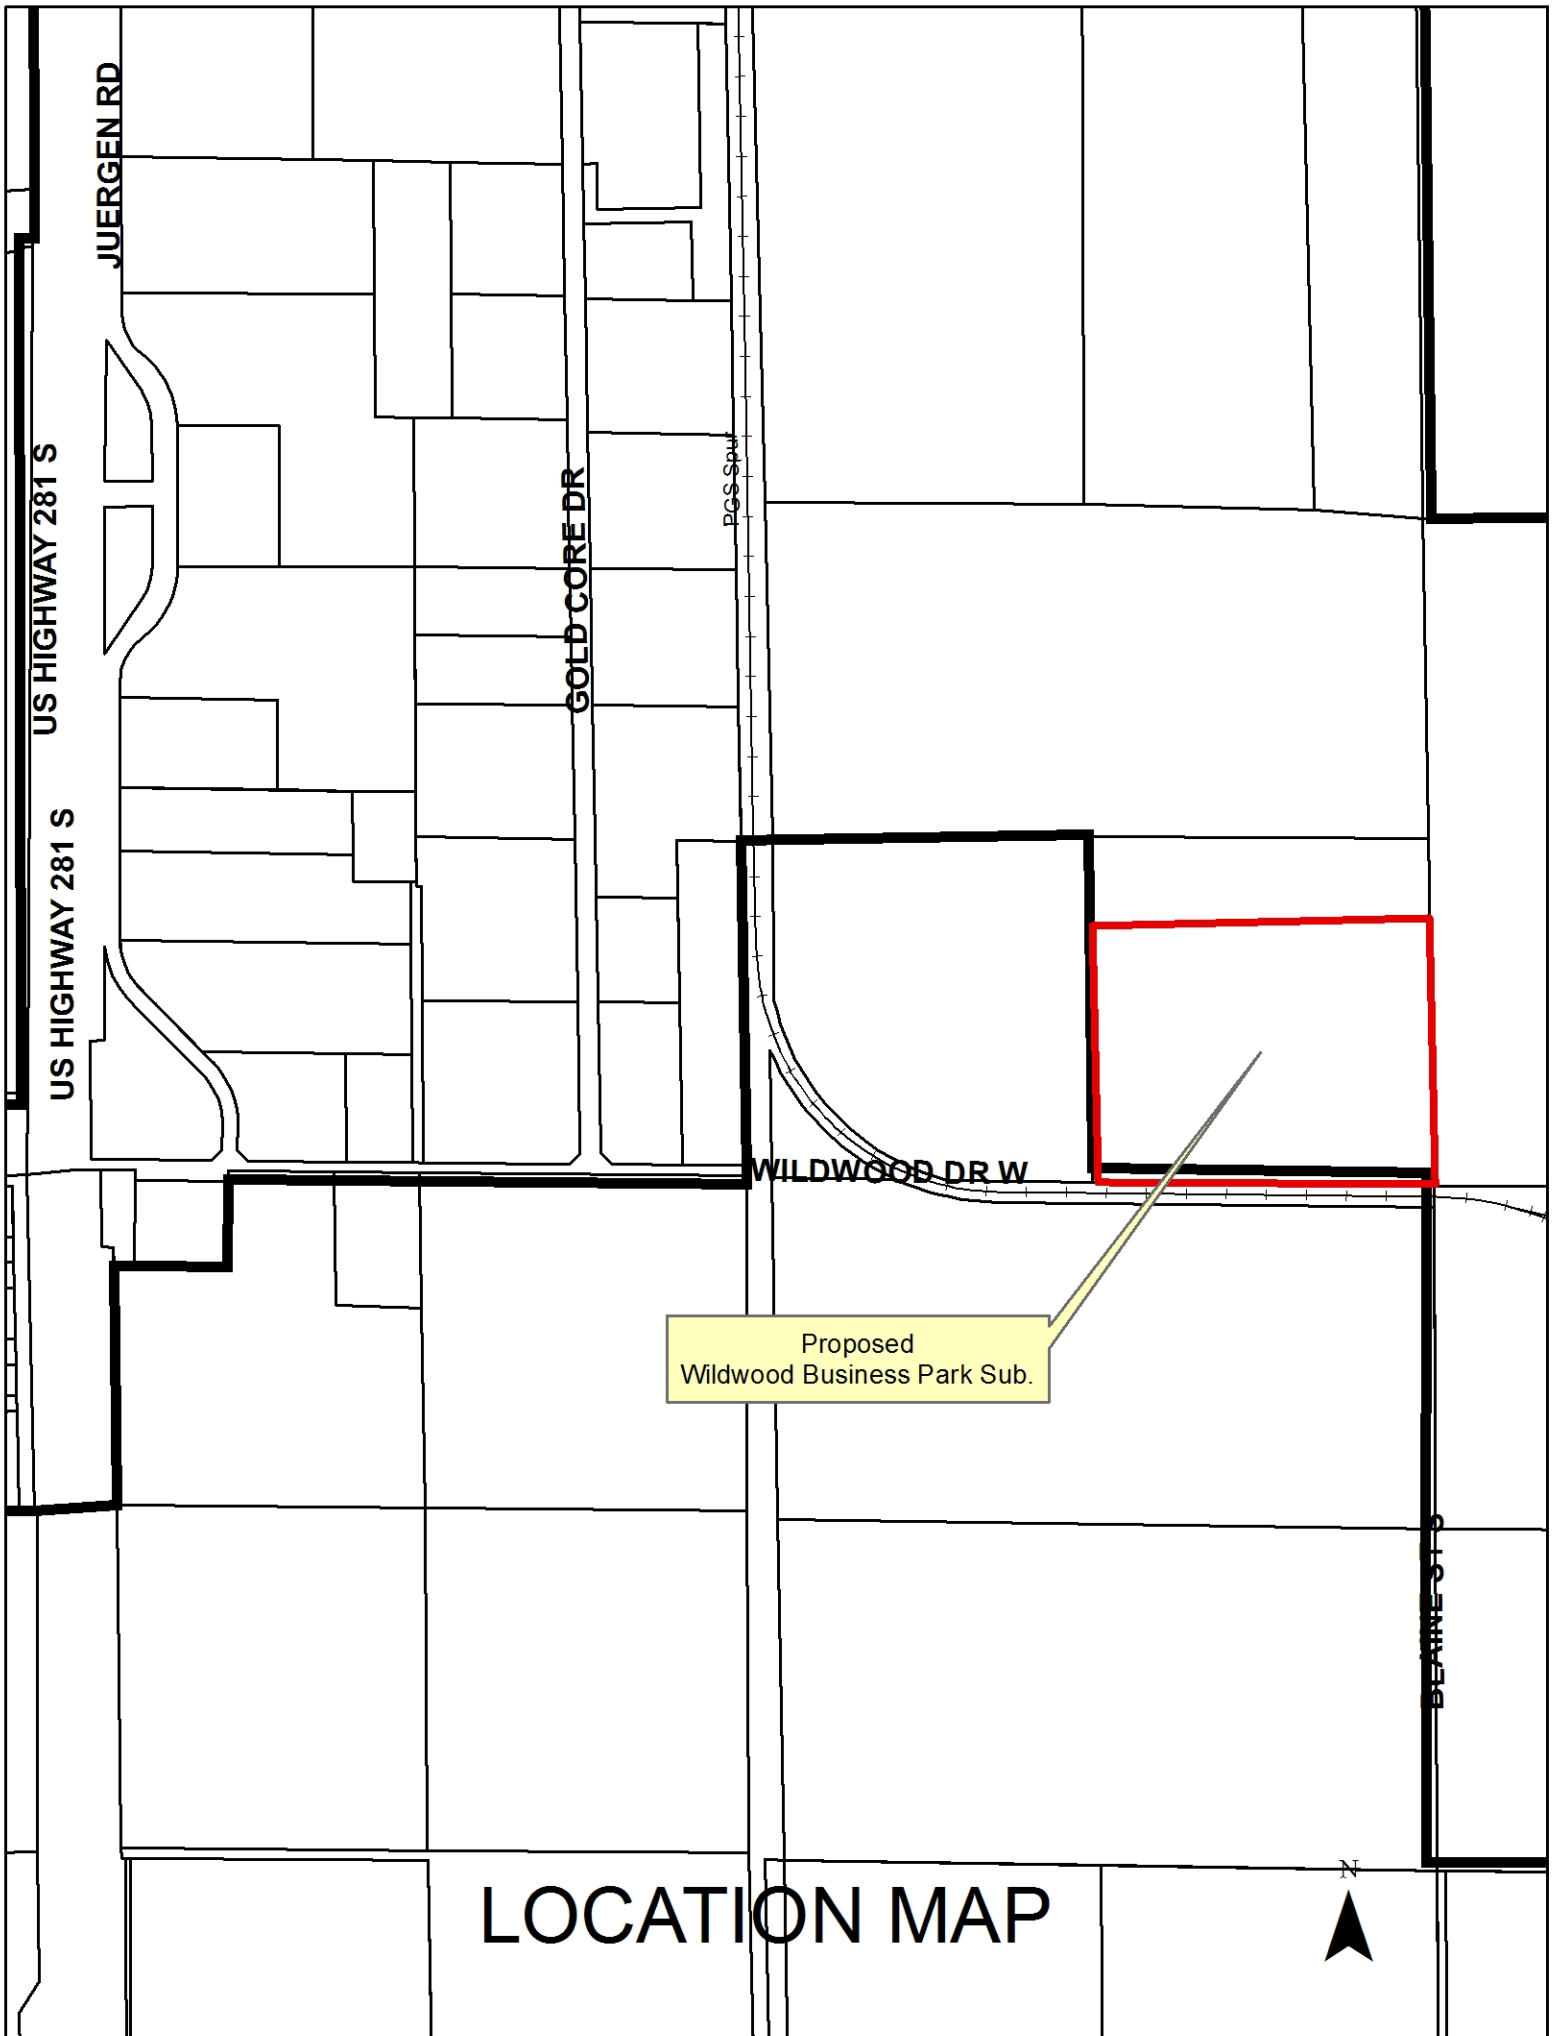 JUERGEN RD
US HIGHWAY 281 S
GOLD CORE DR
PGS Spur
US HIGHWAY 281 S
WILDWOOD DR W
Proposed
Wildwood Business Park Sub.
BLAINE ST S
N
LOCATION MAP